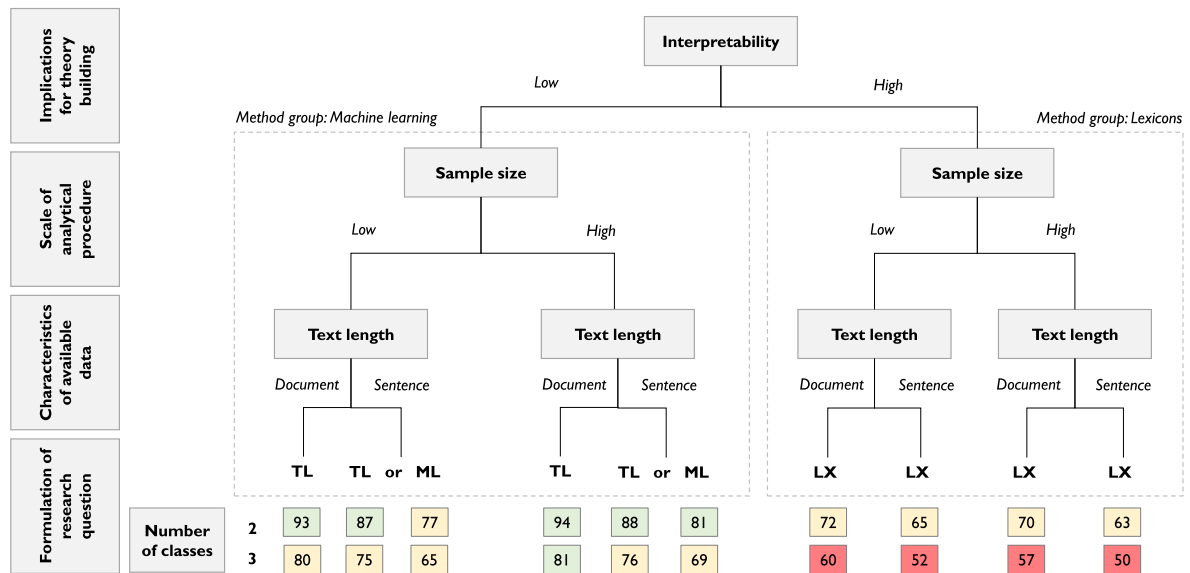 Implications
for theory
building
Scale of
analytical
procedure
Characteristics
of available
data
Formulation of
research
question
Interpretability
Low
High
Method group: Machine learning
Method group: Lexicons
Sample size
Sample size
Low
High
Low
High
Text length
Text length
Text length
Text length
Document
Sentence
Document
Sentence
Document
Sentence
Document
Sentence
TL
TL or ML
TL
TL or ML
LX
LX
LX
LX
Number
of classes
2
93
87
77
94
88
81
72
65
70
63
3
80
75
65
81
76
69
60
52
57
50